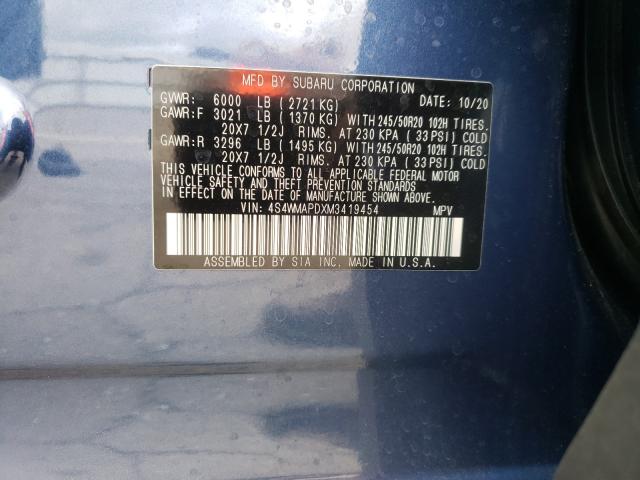 MFD BY SUBARU CORPORATION
GVWR: 6000 LB ( 2721 KG) DATE: 10/20
GAWR:F 3021 LB ( 1370 KG) WITH 245/50R20 102H TIRES.
20X7 1/2J RIMS. AT 230 KPA ( 33 PSI) COLD
GAWR:R 3296 LB ( 1495 KG) WITH 245/50R20 102H TIRES.
20X7 1/2J RIMS. AT 230 KPA ( 33 PSI) COLD
THIS VEHICLE CONFORMS TO ALL APPLICABLE FEDERAL MOTOR
VEHICLE SAFETY AND THEFT PREVENTION STANDARDS
IN EFFECT ON THE DATE OF MANUFACTURE SHOWN ABOVE.
VIN: 4S4WMAPDXM3419454 MPV
ASSEMBLED BY SIA INC. MADE IN U.S.A.